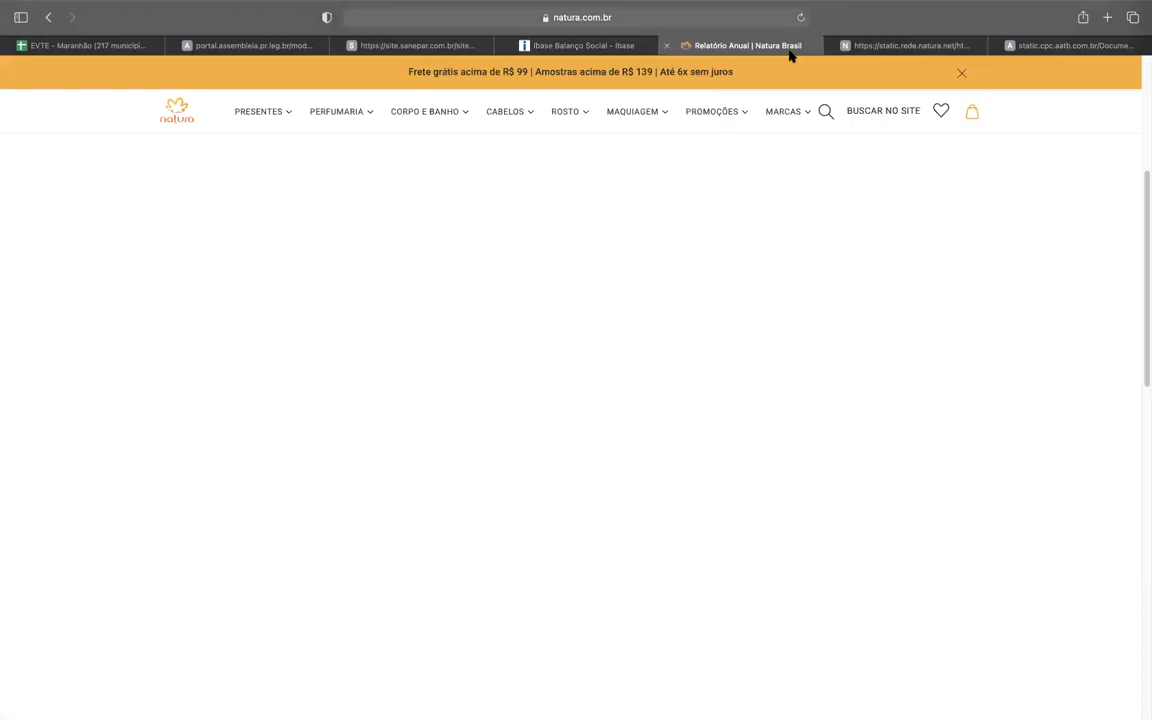 natura.com.br
EVTE - Maranhão (217 municípi...
A portal.assembleia.pr.leg.br/mod...
S https://site.sanepar.com.br/site...
Ibase Balanço Social - Ibase
Relatório Anual | Natura Brasil
N https://static.rede.natura.net/ht...
A static.cpc.aatb.com.br/Docume...
Frete grátis acima de R$ 99 | Amostras acima de R$ 139 | Até 6x sem juros
natura
PRESENTES PERFUMARIA CORPO E BANHO CABELOS ROSTO MAQUIAGEM PROMOÇÕES MARCAS BUSCAR NO SITE